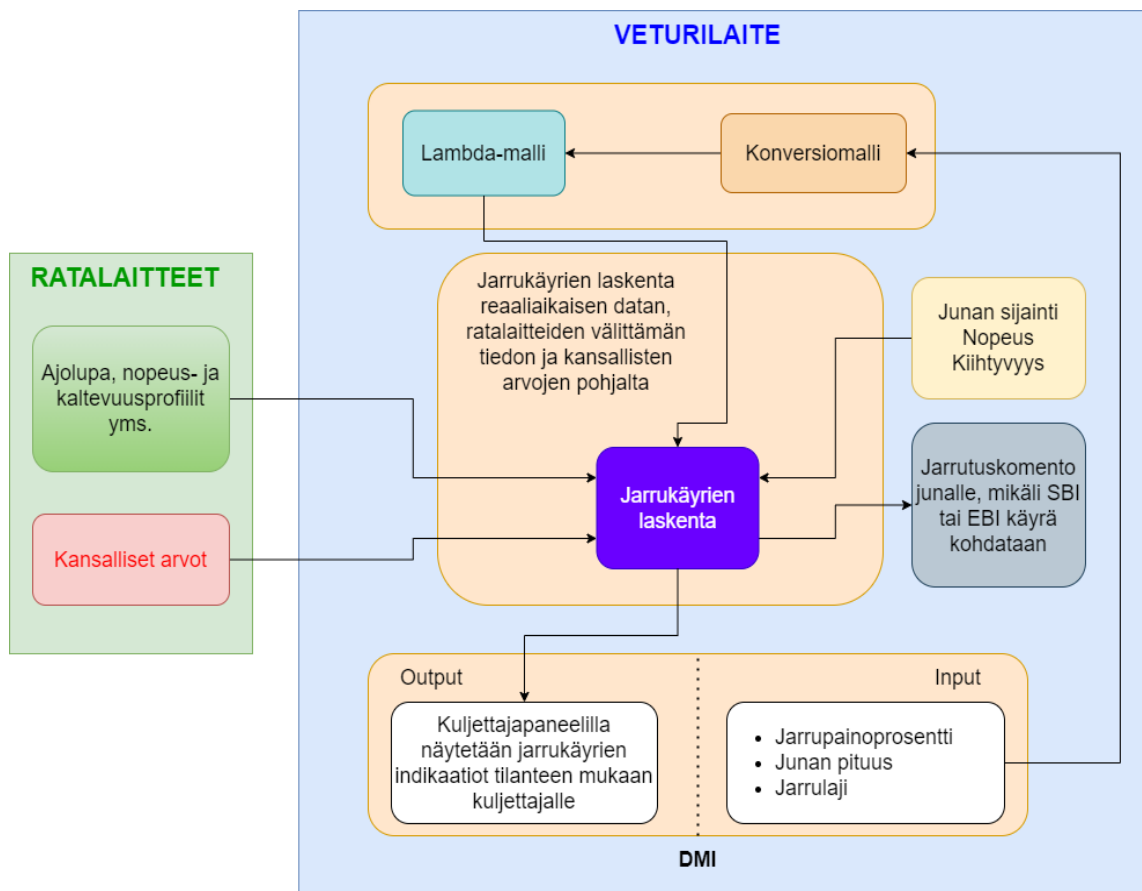 VETURILAITE
Lambda-malli
Konversiomalli
RATALAITTEET
Ajolupa, nopeus- ja
kaltevuusprofiilit
yms.
Kansalliset arvot
Jarrukäyrien laskenta
reaaliaikaisen datan,
ratalaitteiden välittämän
tiedon ja kansallisten
arvojen pohjalta
Jarrukäyrien
laskenta
Junan sijainti
Nopeus
Kiihtyvyys
Jarrutuskomento
junalle, mikäli SBI
tai EBI käyrä
kohdataan
Output
Kuljettajapaneelilla
näytetään jarrukäyrien
indikaatiot tilanteen mukaan
kuljettajalle
Input
• Jarrupainoprosentti
• Junan pituus
• Jarrulaji
DMI